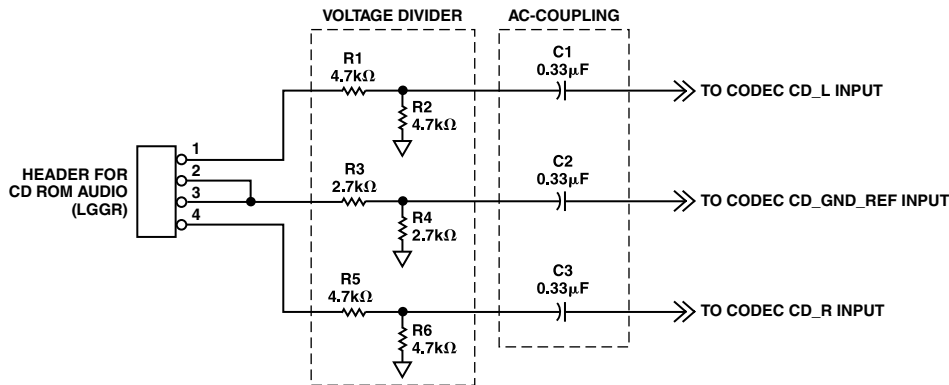 VOLTAGE DIVIDER
AC-COUPLING
R1
4.7kΩ
C1
0.33μF
R2
4.7kΩ
TO CODEC CD_L INPUT
HEADER FOR
CD ROM AUDIO
(LGGR)
1
2
3
4
R3
2.7kΩ
C2
0.33μF
R4
2.7kΩ
TO CODEC CD_GND_REF INPUT
R5
4.7kΩ
C3
0.33μF
R6
4.7kΩ
TO CODEC CD_R INPUT